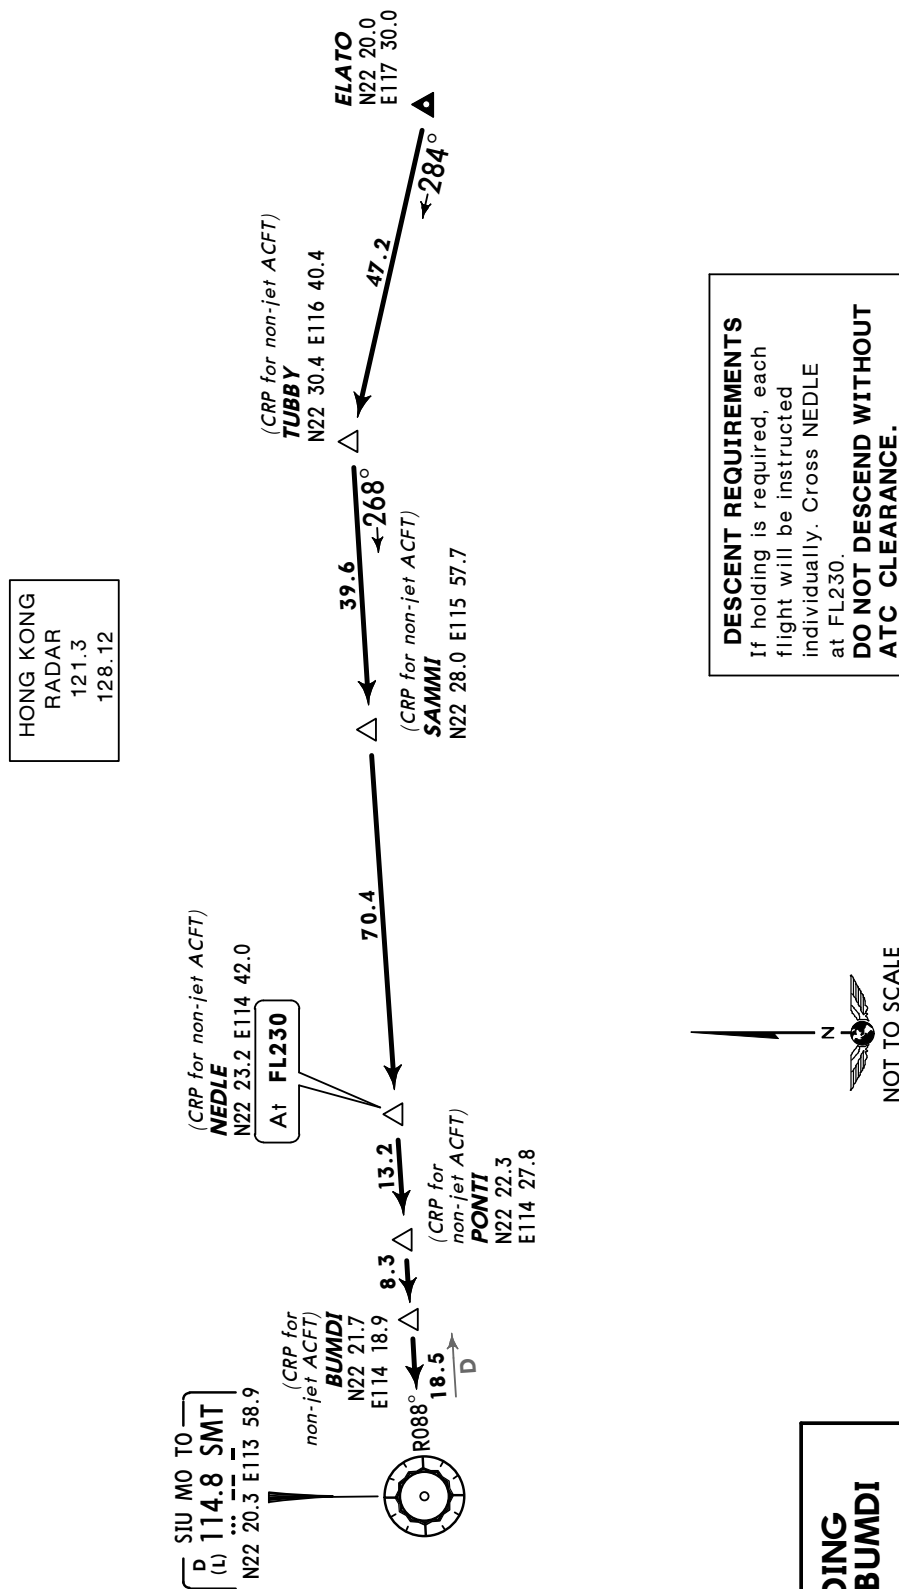 HONG KONG
RADAR
121.3
128.12
SIU MO TO
D
(L) 114.8 SMT
N22 20.3 E113 58.9
R088°
18.5
D
(CRP for
non-jet ACFT)
BUMDI
N22 21.7
E114 18.9
8.3
(CRP for
non-jet ACFT)
PONTI
N22 22.3
E114 27.8
13.2
(CRP for non-jet ACFT)
NEDLE
N22 23.2 E114 42.0
At FL230
70.4
(CRP for non-jet ACFT)
SAMMI
N22 28.0 E115 57.7
39.6
268°
(CRP for non-jet ACFT)
TUBBY
N22 30.4 E116 40.4
47.2
284°
ELATO
N22 20.0
E117 30.0
N
NOT TO SCALE
DESCENT REQUIREMENTS
If holding is required, each
flight will be instructed
individually. Cross NEDLE
at FL230.
DO NOT DESCEND WITHOUT
ATC CLEARANCE.
BUMDI